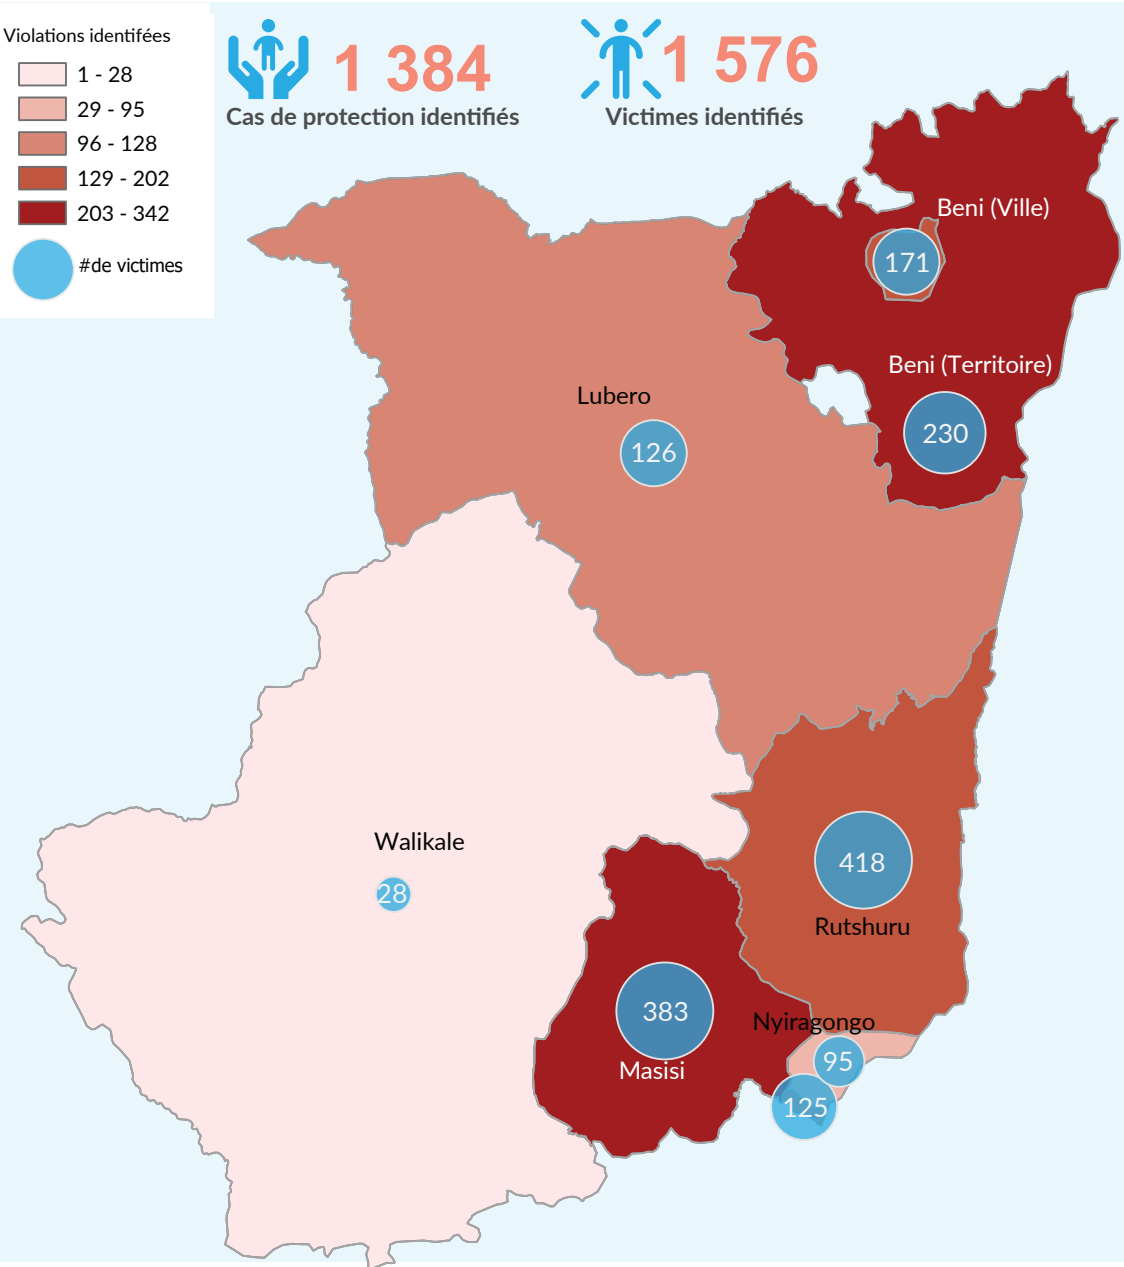 Violations identifées
1 - 28
29 - 95
96 - 128
129 - 202
203 - 342
#de victimes
1 384
Cas de protection identifiés
1 576
Victimes identifiés
Beni (Ville)
171
Beni (Territoire)
230
Lubero
126
Walikale
28
418
Rutshuru
383
Masisi
Nyiragongo
95
125